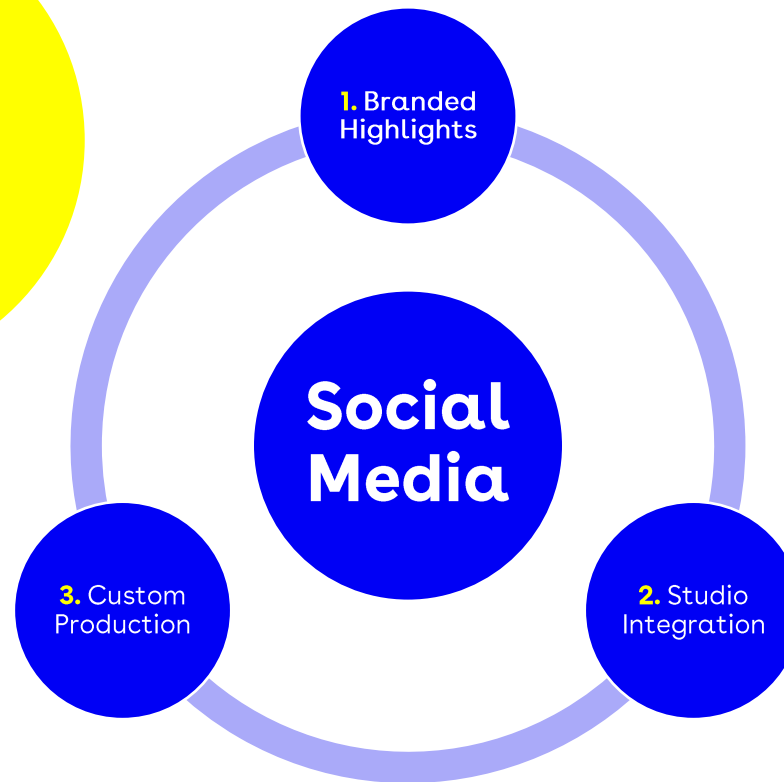 1. Branded
Highlights
Social
Media
3. Custom
Production
2. Studio
Integration